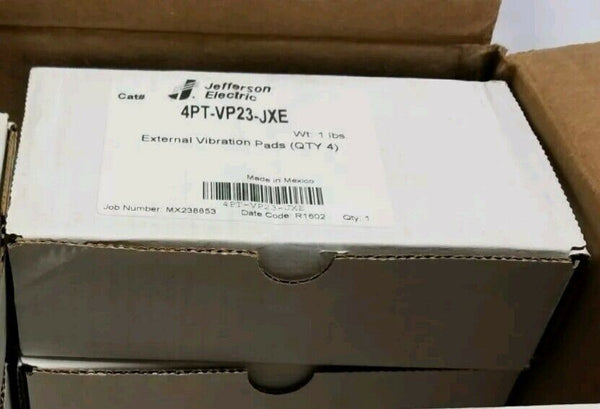 Jefferson
Electric
Cat#
4PT-VP23-JXE
Wt: 1 lbs
External Vibration Pads (QTY 4)
Made in Mexico
4PT-VP23-JXE
Job Number: MX238653 Date Code: R1602 Qty: 1